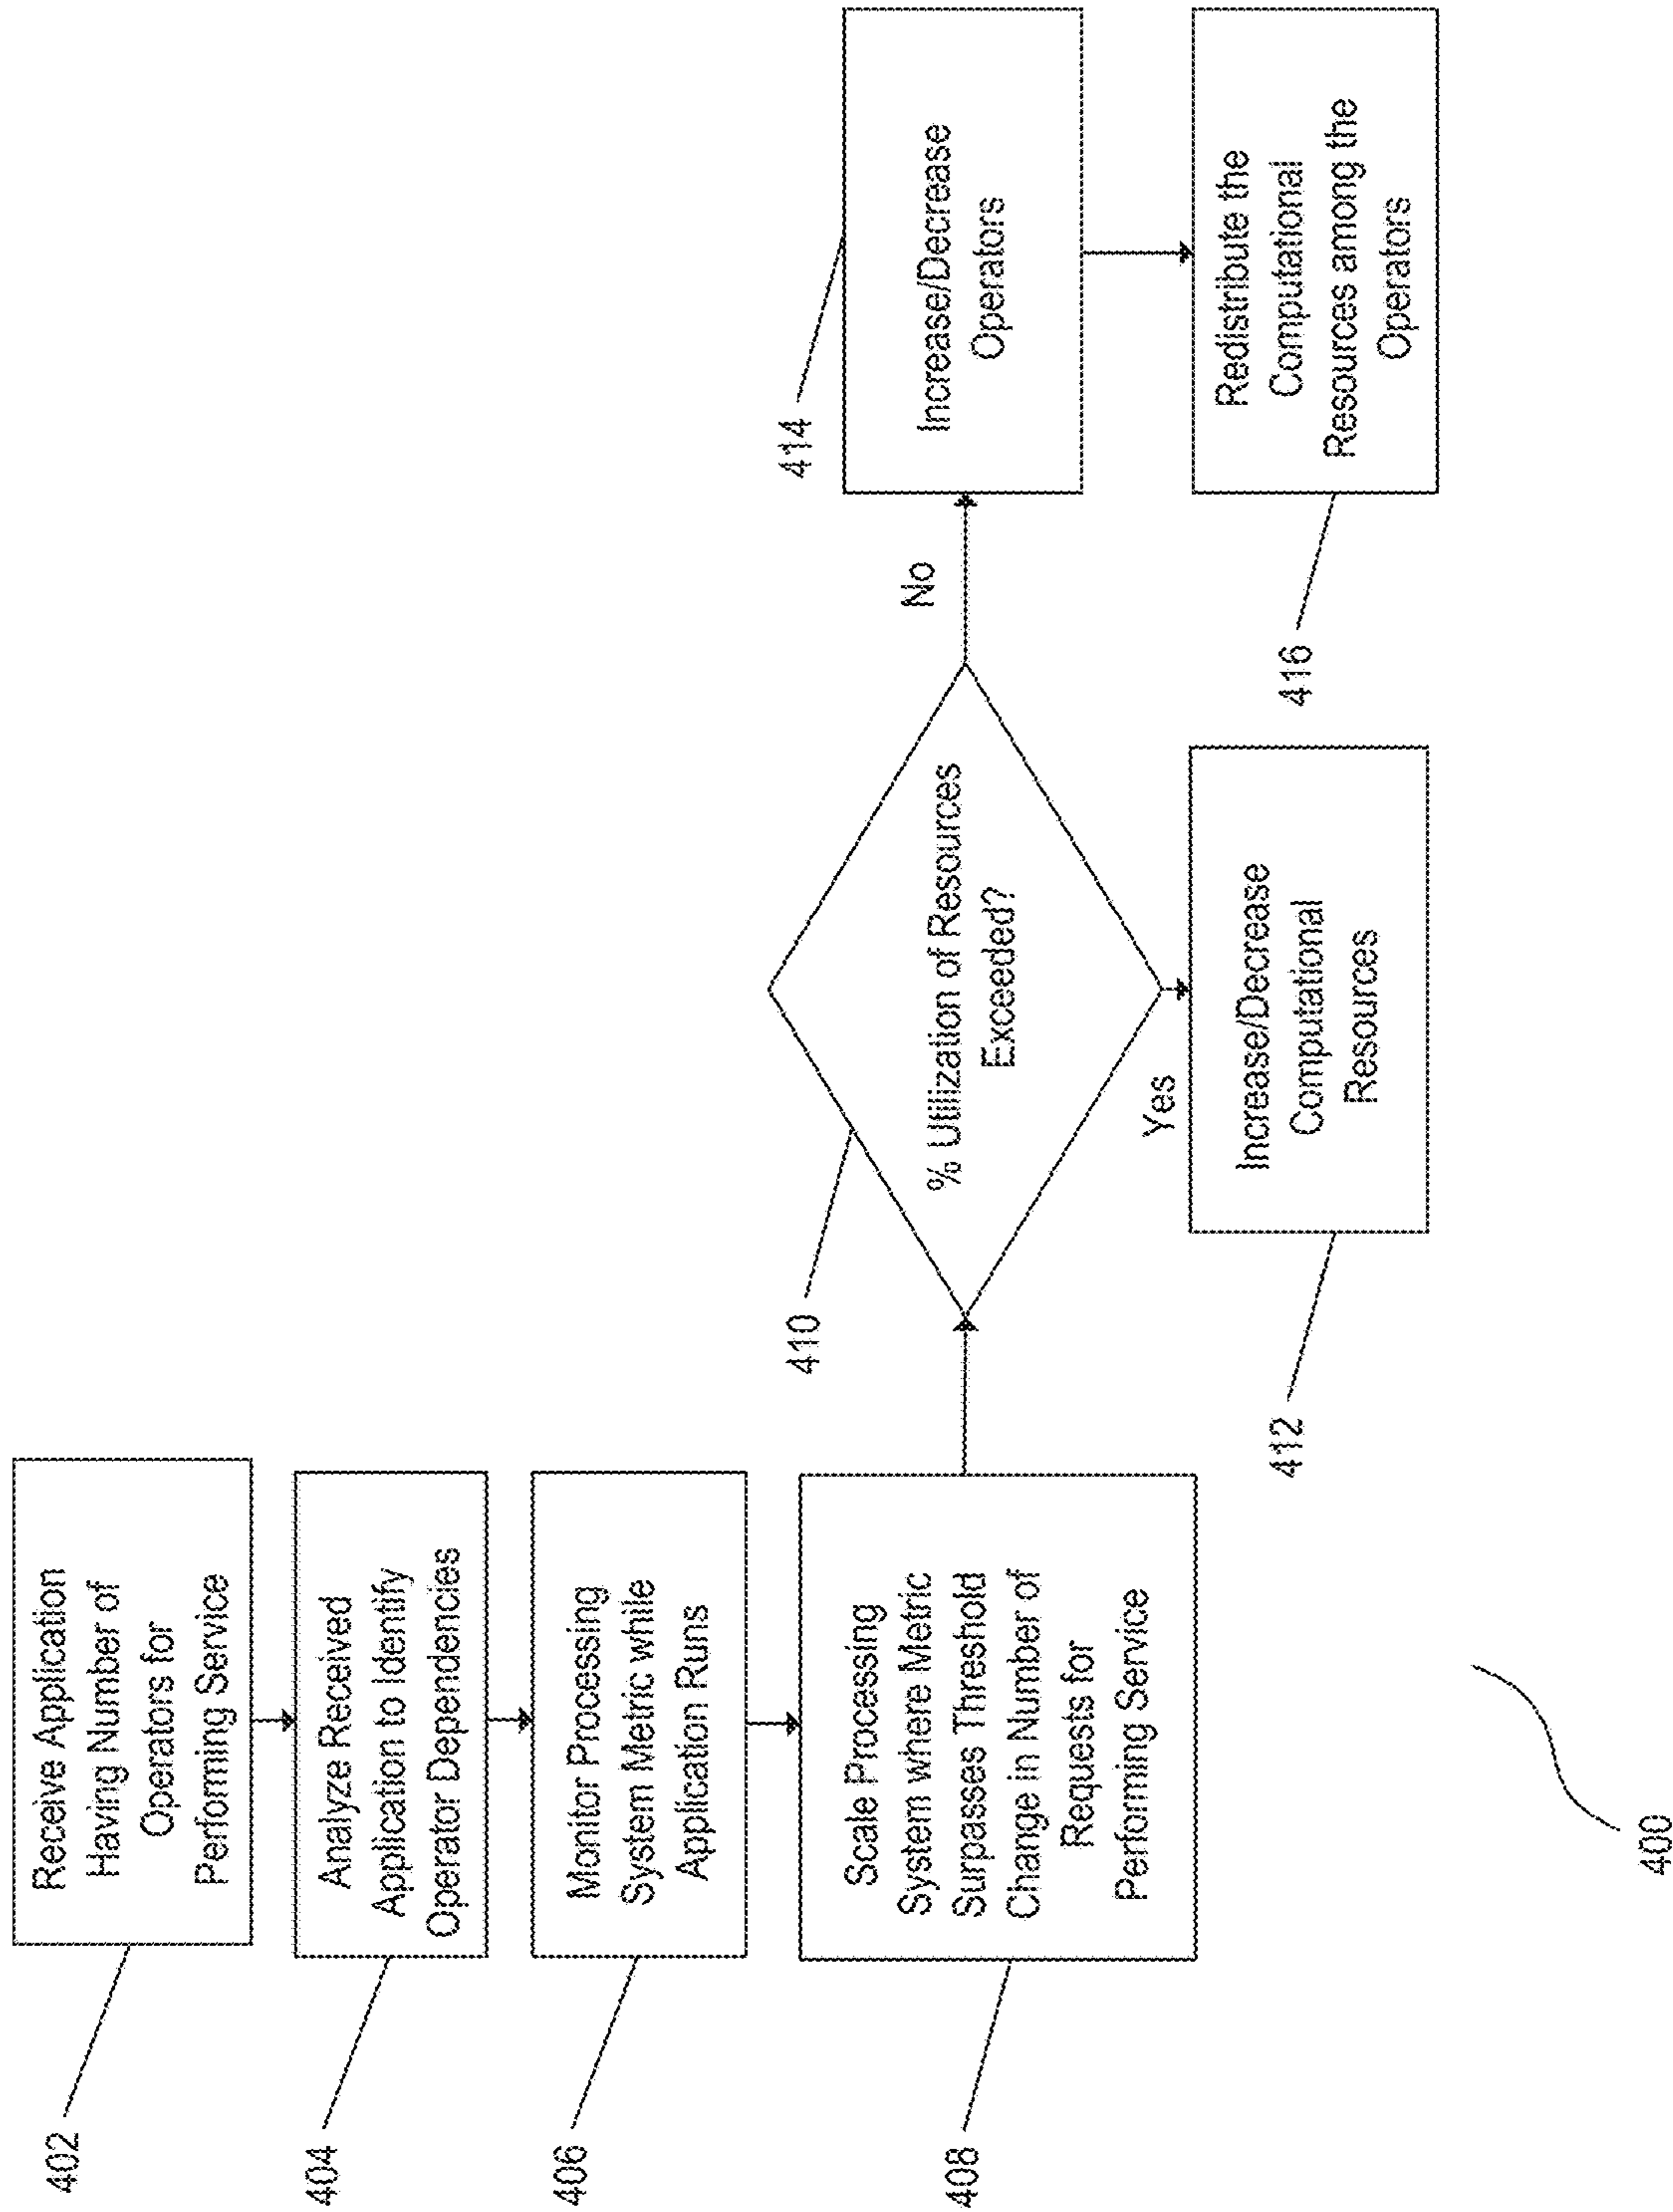 402
Receive Application
Having Number of
Operators for
Performing Service
404
Analyze Received
Application to Identify
Operator Dependencies
406
Monitor Processing
System Metric while
Application Runs
408
Scale Processing
System where Metric
Surpasses Threshold
Change in Number of
Requests for
Performing Service
410
% Utilization of Resources
Exceeded?
Yes
No
412
Increase/Decrease
Computational
Resources
414
Increase/Decrease
Operators
416
Redistribute the
Computational
Resources among the
Operators
400